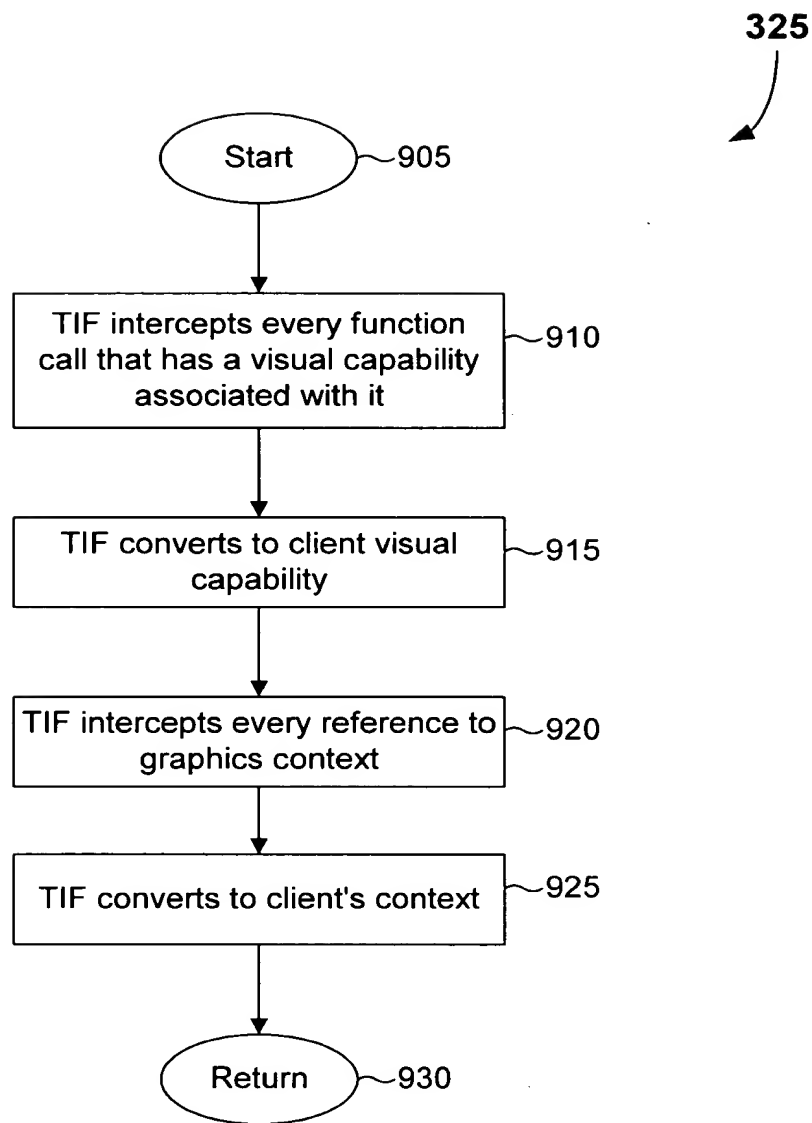 325
Start
905
TIF intercepts every function
call that has a visual capability
associated with it
910
TIF converts to client visual
capability
915
TIF intercepts every reference to
graphics context
920
TIF converts to client's context
925
Return
930